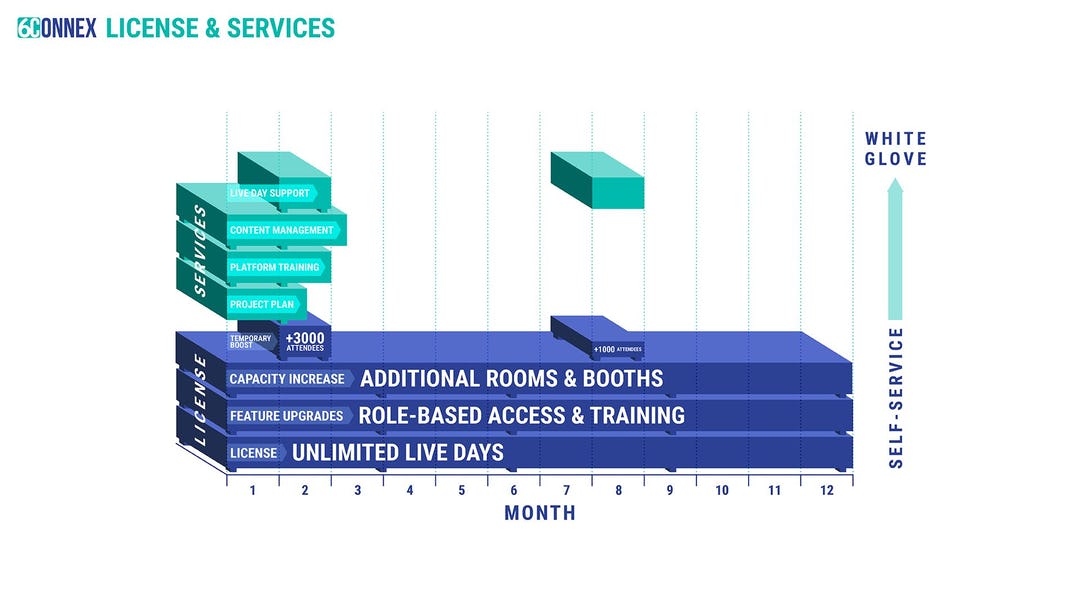 6CONNEX LICENSE & SERVICES
WHITE
GLOVE
SERVICES
LIVE DAY SUPPORT
CONTENT MANAGEMENT
PLATFORM TRAINING
PROJECT PLAN
TEMPORARY
BOOST
+3000
ATTENDEES
+1000 ATTENDEES
LICENSE
CAPACITY INCREASE ADDITIONAL ROOMS & BOOTHS
FEATURE UPGRADES ROLE-BASED ACCESS & TRAINING
LICENSE UNLIMITED LIVE DAYS
SELF-SERVICE
1 2 3 4 5 6 7 8 9 10 11 12
MONTH